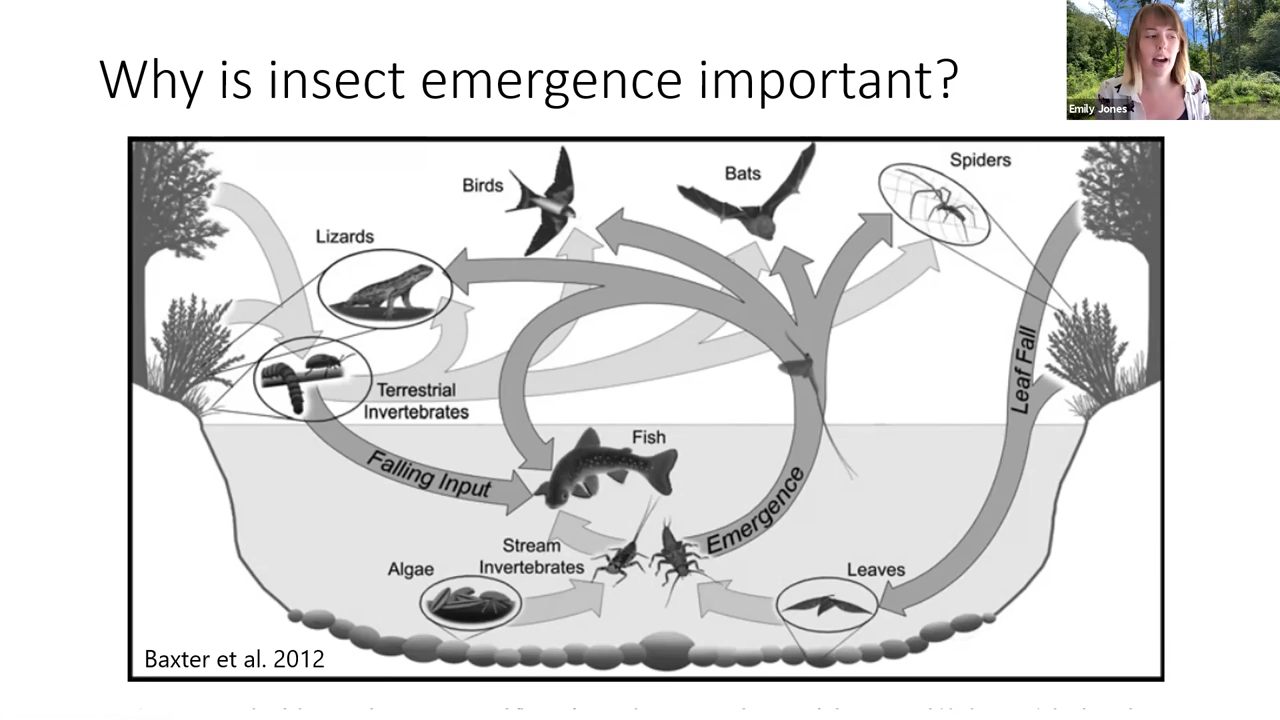 Why is insect emergence important?
Emily Jones
Spiders
Bats
Birds
Lizards
Terrestrial
Invertebrates
Leaf Fall
Fish
Falling Input
Emergence
Stream
Invertebrates
Algae
Leaves
Baxter et al. 2012